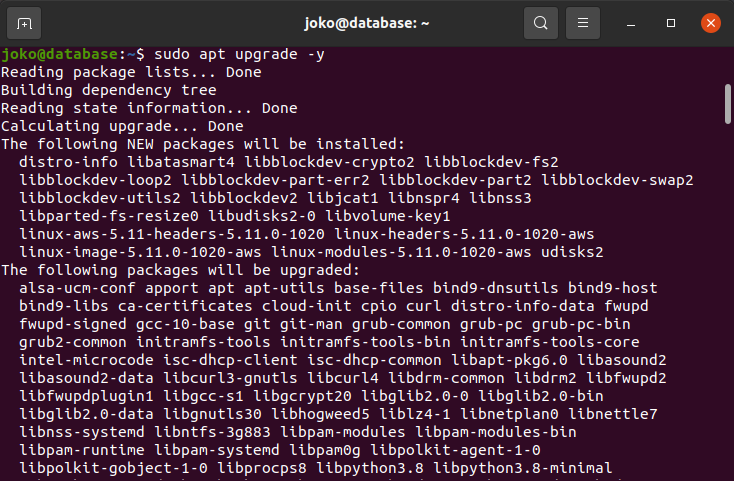 joko@database: ~
joko@database:~$ sudo apt upgrade -y
Reading package lists... Done
Building dependency tree
Reading state information... Done
Calculating upgrade... Done
The following NEW packages will be installed:
  distro-info libatasmart4 libblockdev-crypto2 libblockdev-fs2
  libblockdev-loop2 libblockdev-part-err2 libblockdev-part2 libblockdev-swap2
  libblockdev-utils2 libblockdev2 libjcat1 libnspr4 libnss3
  libparted-fs-resize0 libudisks2-0 libvolume-key1
  linux-aws-5.11-headers-5.11.0-1020 linux-headers-5.11.0-1020-aws
  linux-image-5.11.0-1020-aws linux-modules-5.11.0-1020-aws udisks2
The following packages will be upgraded:
  alsa-ucm-conf apport apt apt-utils base-files bind9-dnsutils bind9-host
  bind9-libs ca-certificates cloud-init cpio curl distro-info-data fwupd
  fwupd-signed gcc-10-base git git-man grub-common grub-pc grub-pc-bin
  grub2-common initramfs-tools initramfs-tools-bin initramfs-tools-core
  intel-microcode isc-dhcp-client isc-dhcp-common libapt-pkg6.0 libasound2
  libasound2-data libcurl3-gnutls libcurl4 libdrm-common libdrm2 libfwupd2
  libfwupdplugin1 libgcc-s1 libgcrypt20 libglib2.0-0 libglib2.0-bin
  libglib2.0-data libgnutls30 libhogweed5 liblz4-1 libnetplan0 libnettle7
  libnss-systemd libntfs-3g883 libpam-modules libpam-modules-bin
  libpam-runtime libpam-systemd libpam0g libpolkit-agent-1-0
  libpolkit-gobject-1-0 libprocps8 libpython3.8 libpython3.8-minimal